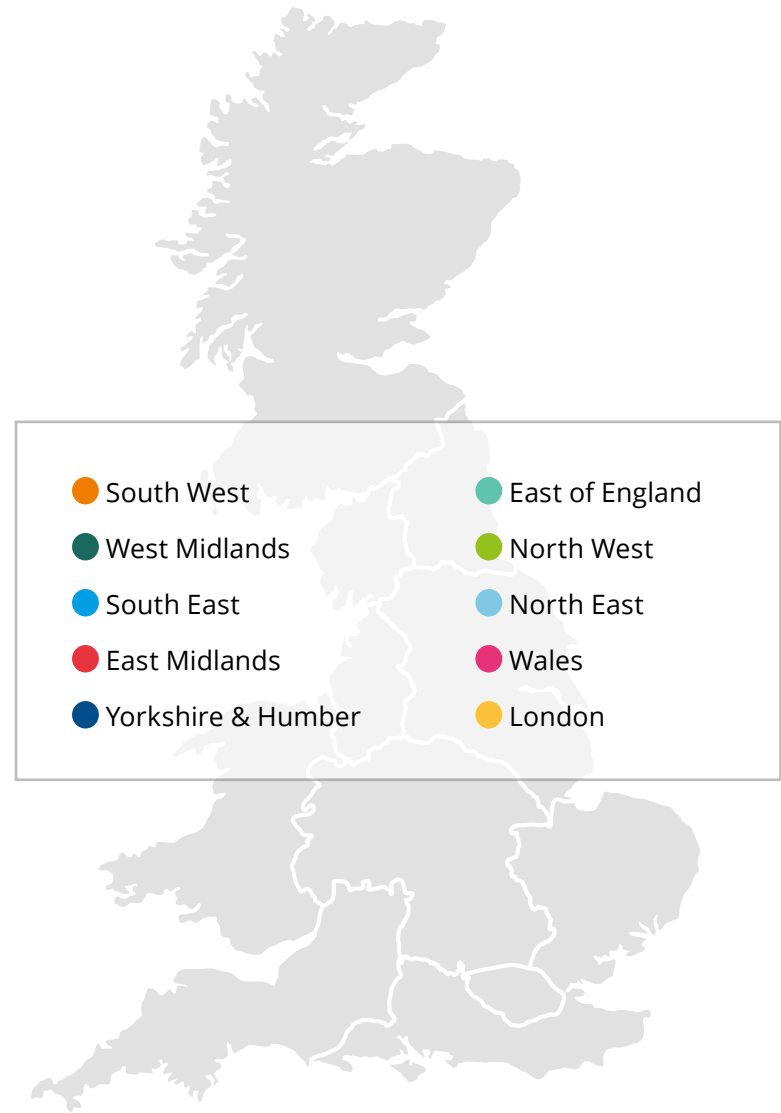 South West
West Midlands
South East
East Midlands
Yorkshire & Humber
East of England
North West
North East
Wales
London